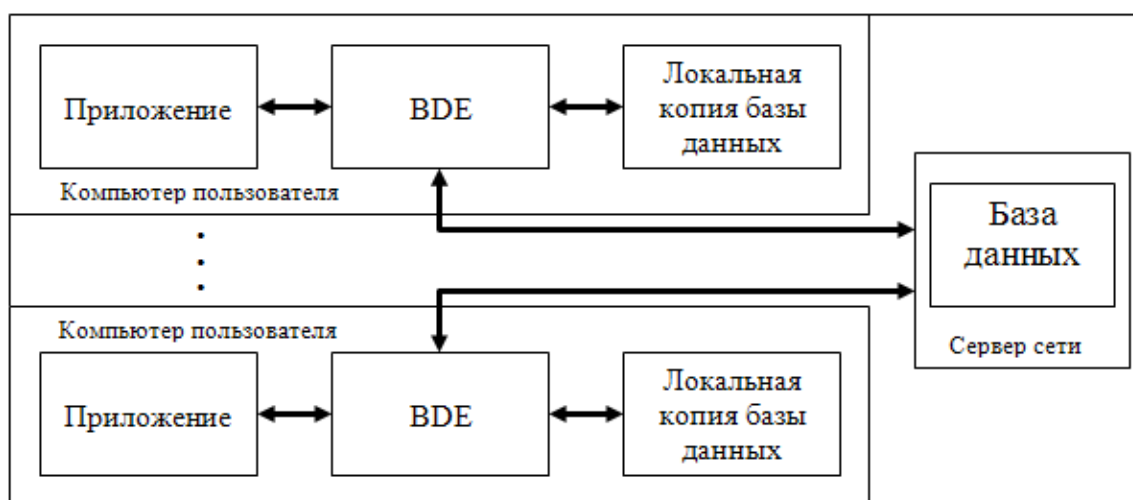 Приложение
BDE
Локальная
копия базы
данных
Компьютер пользователя
База
данных
Сервер сети
Компьютер пользователя
Приложение
BDE
Локальная
копия базы
данных